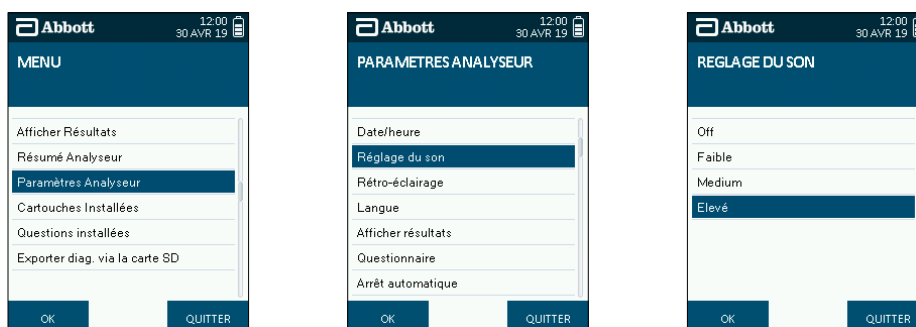 Abbott
12:00
30 AVR 19
MENU
Afficher Résultats
Résumé Analyseur
Paramètres Analyseur
Cartouches Installées
Questions installées
Exporter diag. via la carte SD
OK
QUITTER
Abbott
12:00
30 AVR 19
PARAMETRES ANALYSEUR
Date/heure
Réglage du son
Rétro-éclairage
Langue
Afficher résultats
Questionnaire
Arrêt automatique
OK
QUITTER
Abbott
12:00
30 AVR 19
REGLAGE DU SON
Off
Faible
Medium
Elevé
OK
QUITTER